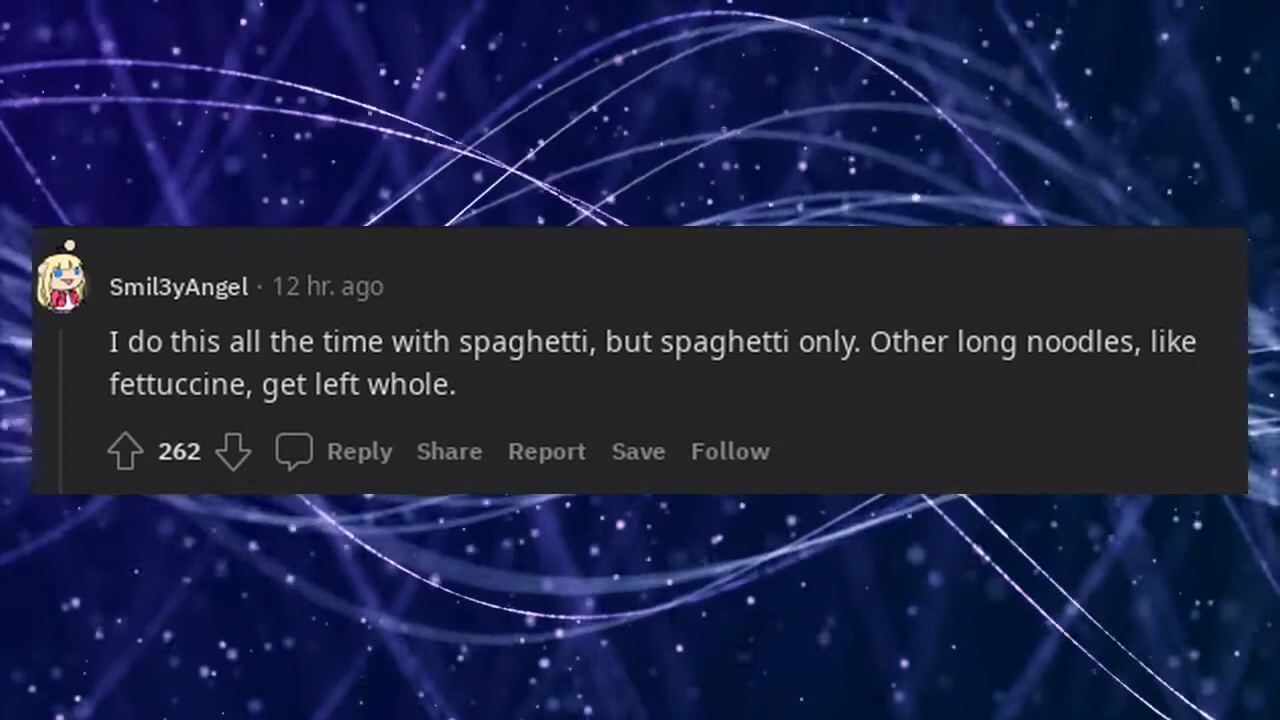 Smil3yAngel · 12 hr. ago
I do this all the time with spaghetti, but spaghetti only. Other long noodles, like
fettuccine, get left whole.
262 Reply Share Report Save Follow